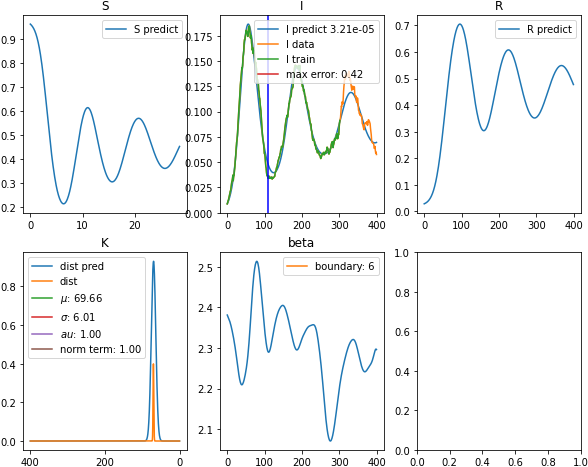 S
I
R
S predict
I predict 3.21e-05
I data
I train
max error: 0.42
R predict
0.9
0.8
0.7
0.6
0.5
0.4
0.3
0.2
0 10 20
0.175
0.150
0.125
0.100
0.075
0.050
0.025
0.000
0 100 200 300 400
0.7
0.6
0.5
0.4
0.3
0.2
0.1
0.0
0 100 200 300 400
K
beta
dist pred
dist
μ: 69.66
σ: 6.01
au: 1.00
norm term: 1.00
boundary: 6
0.8
0.6
0.4
0.2
0.0
400 200 0
2.5
2.4
2.3
2.2
2.1
0 100 200 300 400
1.0
0.8
0.6
0.4
0.2
0.0
0.0 0.2 0.4 0.6 0.8 1.0